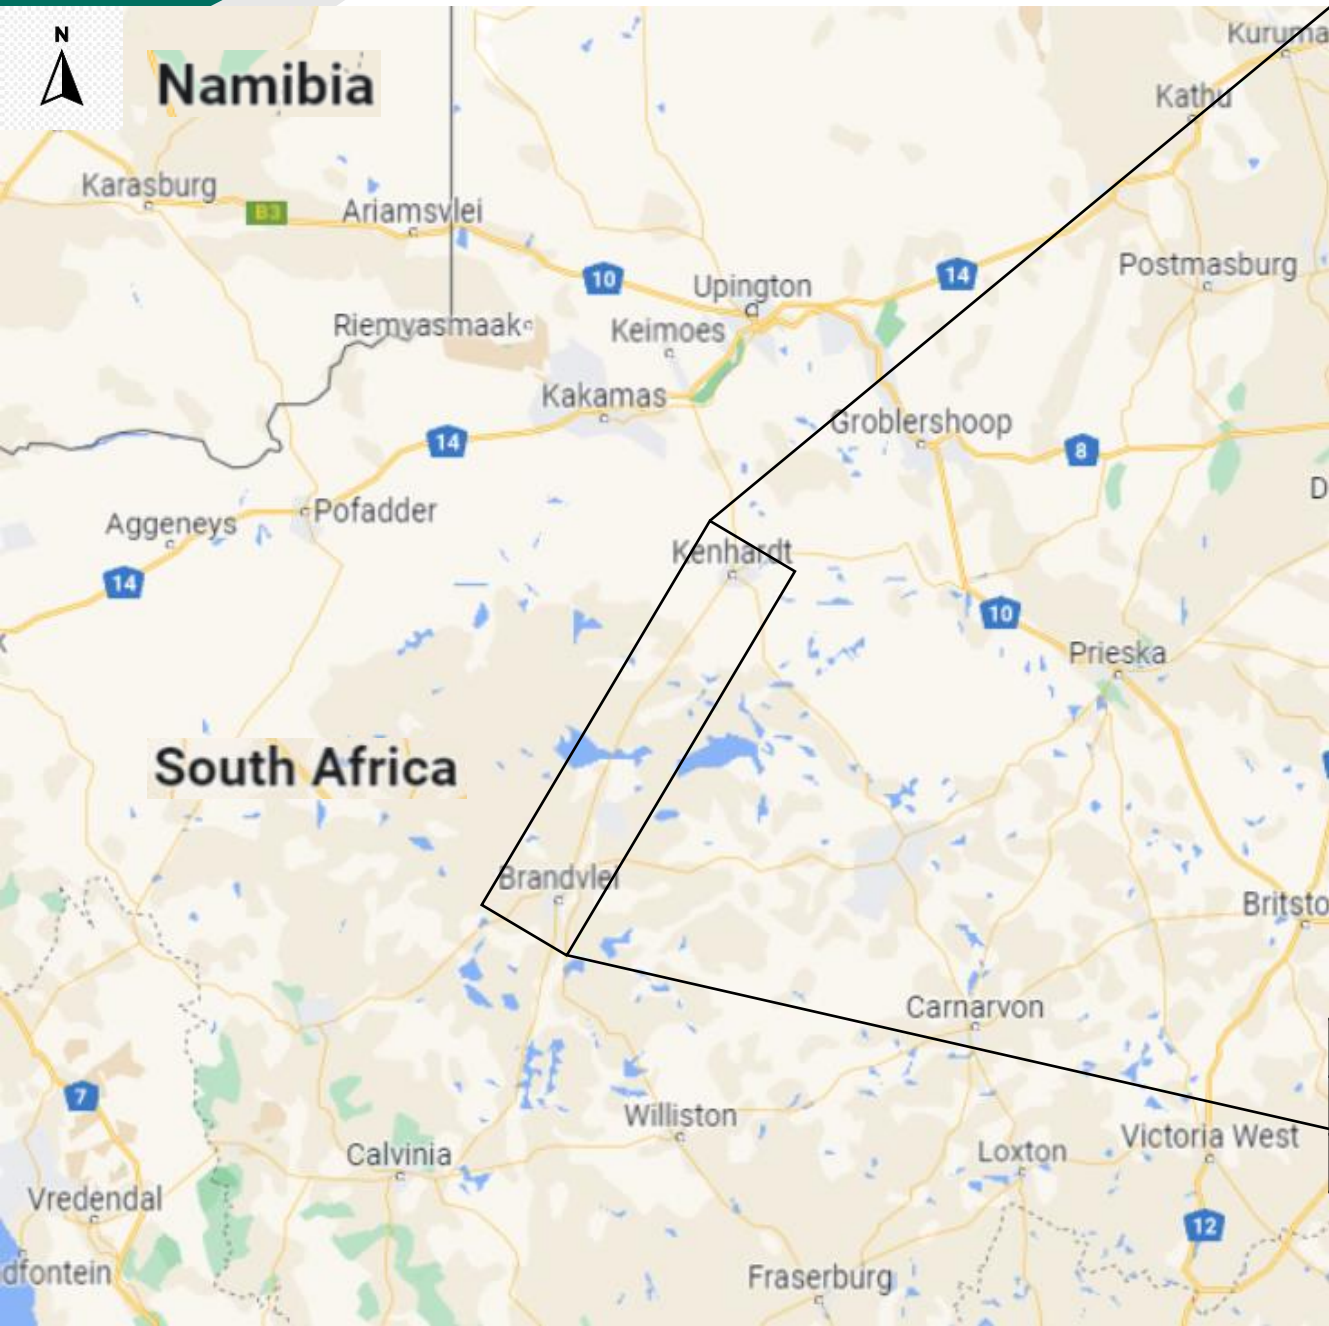 N
Namibia
Kuruma
Kathu
Karasburg
B3
Ariamsvlei
10
14
Postmasburg
Upington
Riemvasmaak
Keimoes
Kakamas
14
Groblershoop
8
Aggeneys
Pofadder
D
14
Kenhardt
10
Prieska
South Africa
Brandvlei
Britsto
Carnarvon
7
Williston
Calvinia
Loxton
Victoria West
Vredendal
12
dfontein
Fraserburg